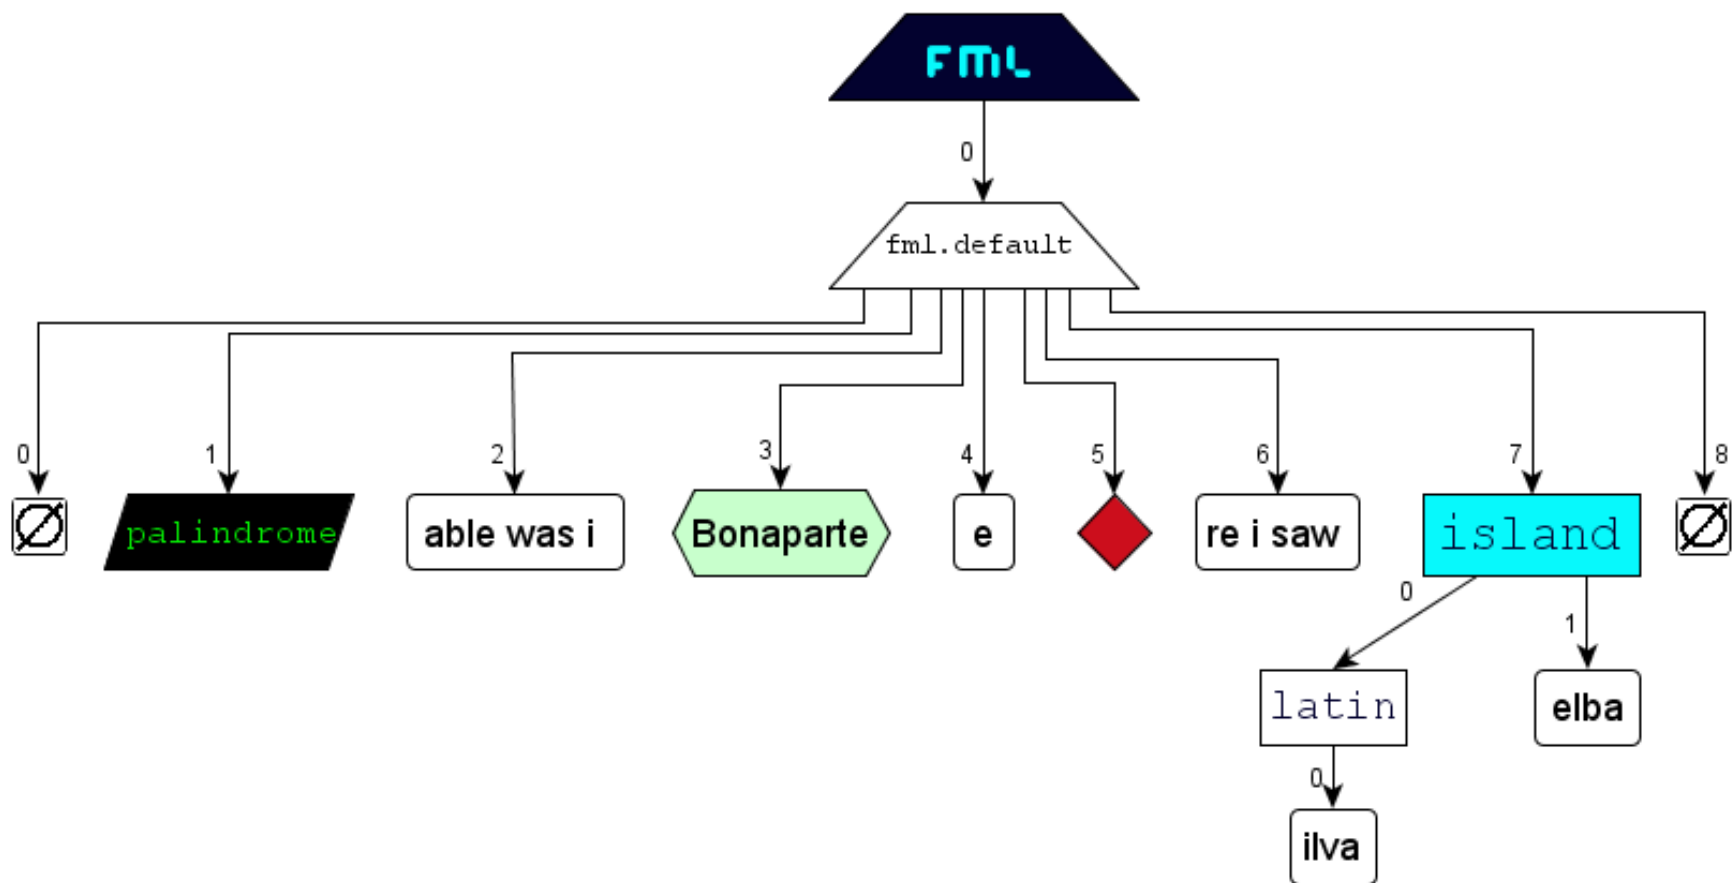 FML
0
fml.default
0 1 2 3 4 5 6 7 8
∅ palindrome able was i Bonaparte e re i saw island ∅
0 1
latin elba
0
ilva